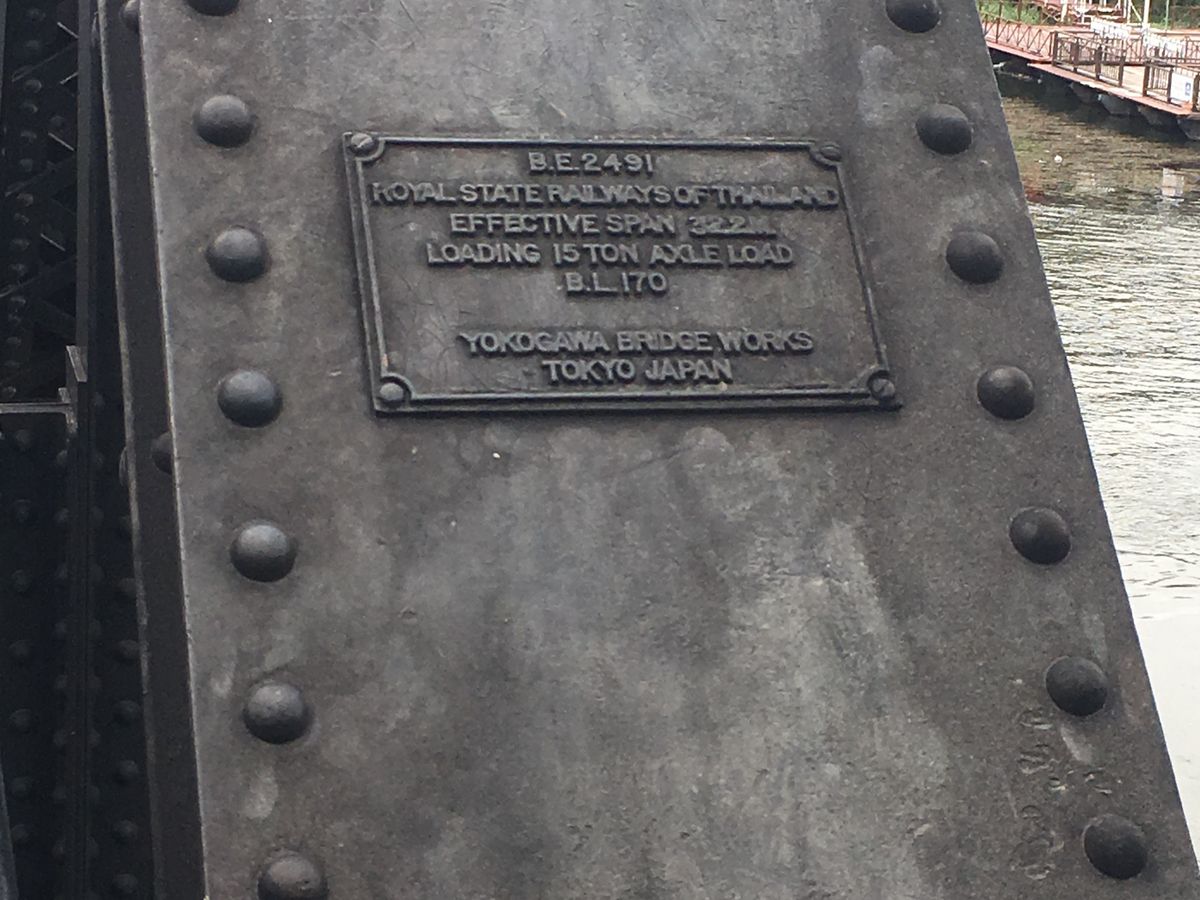 B.E.2491
ROYAL STATE RAILWAYS OF THAILAND
EFFECTIVE SPAN 32.2 M.
LOADING 15 TON AXLE LOAD
B.L.170
YOKOGAWA BRIDGE WORKS
TOKYO JAPAN